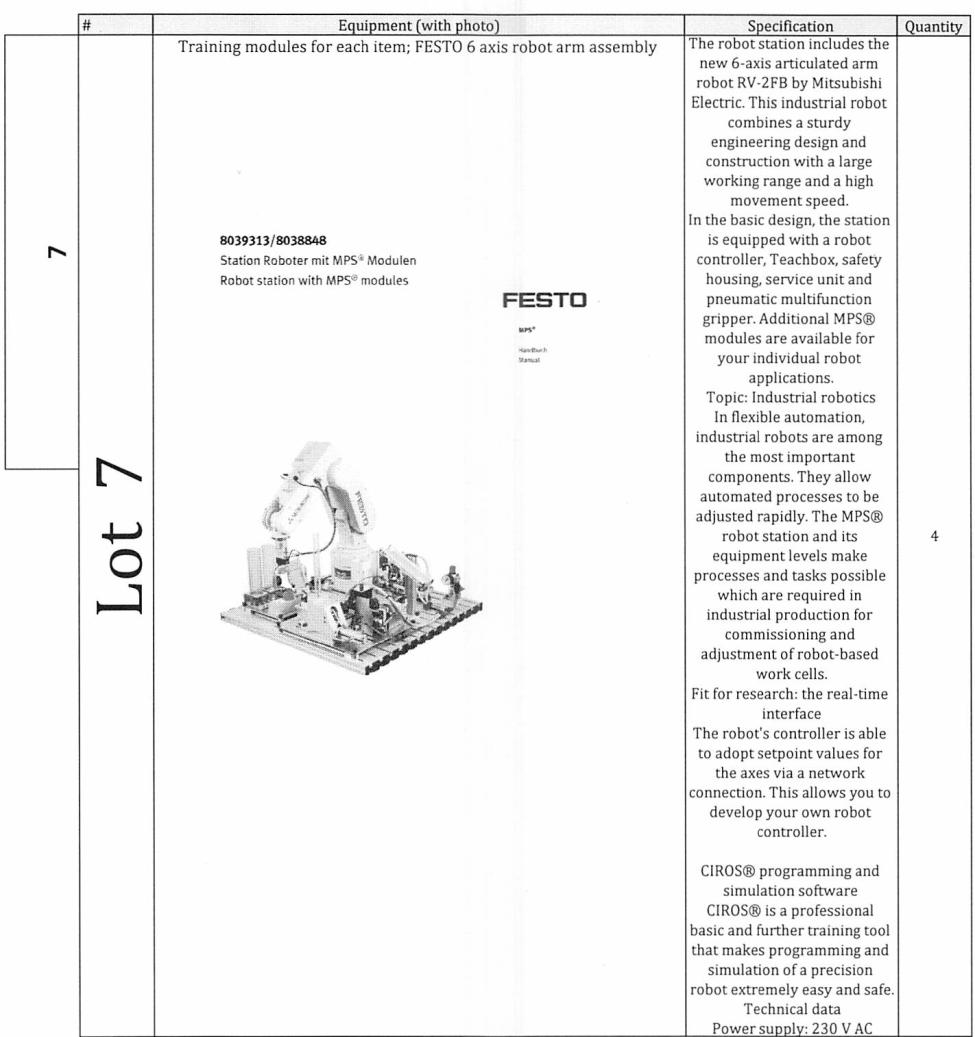 # Equipment (with photo) Specification Quantity
7
Lot 7
Training modules for each item; FESTO 6 axis robot arm assembly
8039313/8038848
Station Roboter mit MPS® Modulen
Robot station with MPS® modules
FESTO
MPS®
Handbuch
Manual
The robot station includes the
new 6-axis articulated arm
robot RV-2FB by Mitsubishi
Electric. This industrial robot
combines a sturdy
engineering design and
construction with a large
working range and a high
movement speed.
In the basic design, the station
is equipped with a robot
controller, Teachbox, safety
housing, service unit and
pneumatic multifunction
gripper. Additional MPS®
modules are available for
your individual robot
applications.
Topic: Industrial robotics
In flexible automation,
industrial robots are among
the most important
components. They allow
automated processes to be
adjusted rapidly. The MPS®
robot station and its
equipment levels make
processes and tasks possible
which are required in
industrial production for
commissioning and
adjustment of robot-based
work cells.
Fit for research: the real-time
interface
The robot's controller is able
to adopt setpoint values for
the axes via a network
connection. This allows you to
develop your own robot
controller.
CIROS® programming and
simulation software
CIROS® is a professional
basic and further training tool
that makes programming and
simulation of a precision
robot extremely easy and safe.
Technical data
Power supply: 230 V AC
4